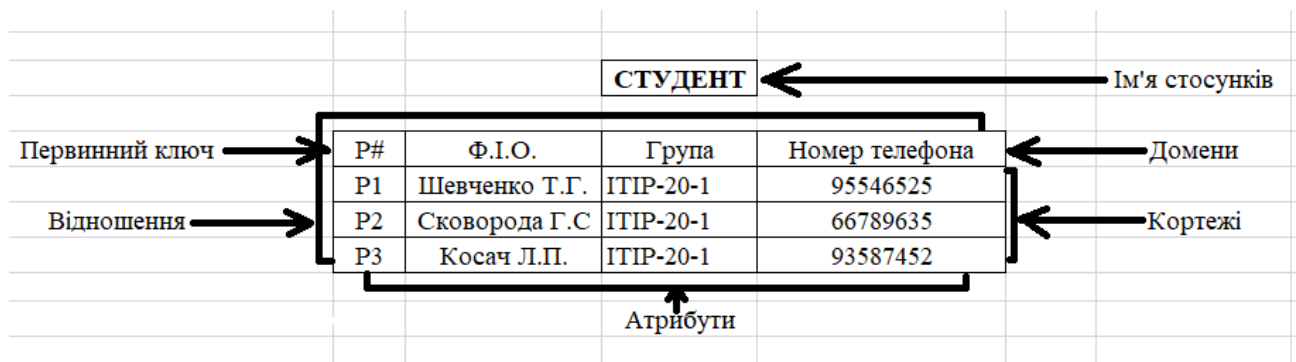 СТУДЕНТ Ім'я стосунків
Первинний ключ P# Ф.І.О. Група Номер телефона Домени
P1 Шевченко Т.Г. ІТІР-20-1 95546525
Відношення P2 Сковорода Г.С ІТІР-20-1 66789635 Кортежі
P3 Косач Л.П. ІТІР-20-1 93587452
Атрибути